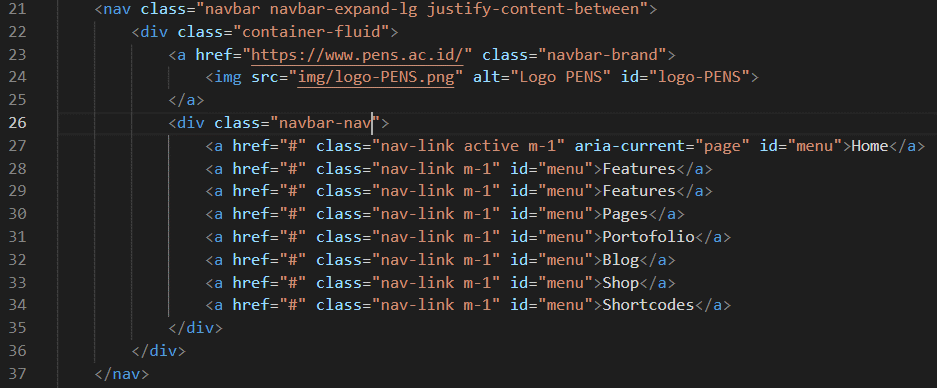 21 <nav class="navbar navbar-expand-lg justify-content-between">
22 <div class="container-fluid">
23 <a href="https://www.pens.ac.id/" class="navbar-brand">
24 <img src="img/logo-PENS.png" alt="Logo PENS" id="logo-PENS">
25 </a>
26 <div class="navbar-nav">
27 <a href="#" class="nav-link active m-1" aria-current="page" id="menu">Home</a>
28 <a href="#" class="nav-link m-1" id="menu">Features</a>
29 <a href="#" class="nav-link m-1" id="menu">Features</a>
30 <a href="#" class="nav-link m-1" id="menu">Pages</a>
31 <a href="#" class="nav-link m-1" id="menu">Portofolio</a>
32 <a href="#" class="nav-link m-1" id="menu">Blog</a>
33 <a href="#" class="nav-link m-1" id="menu">Shop</a>
34 <a href="#" class="nav-link m-1" id="menu">Shortcodes</a>
35 </div>
36 </div>
37 </nav>